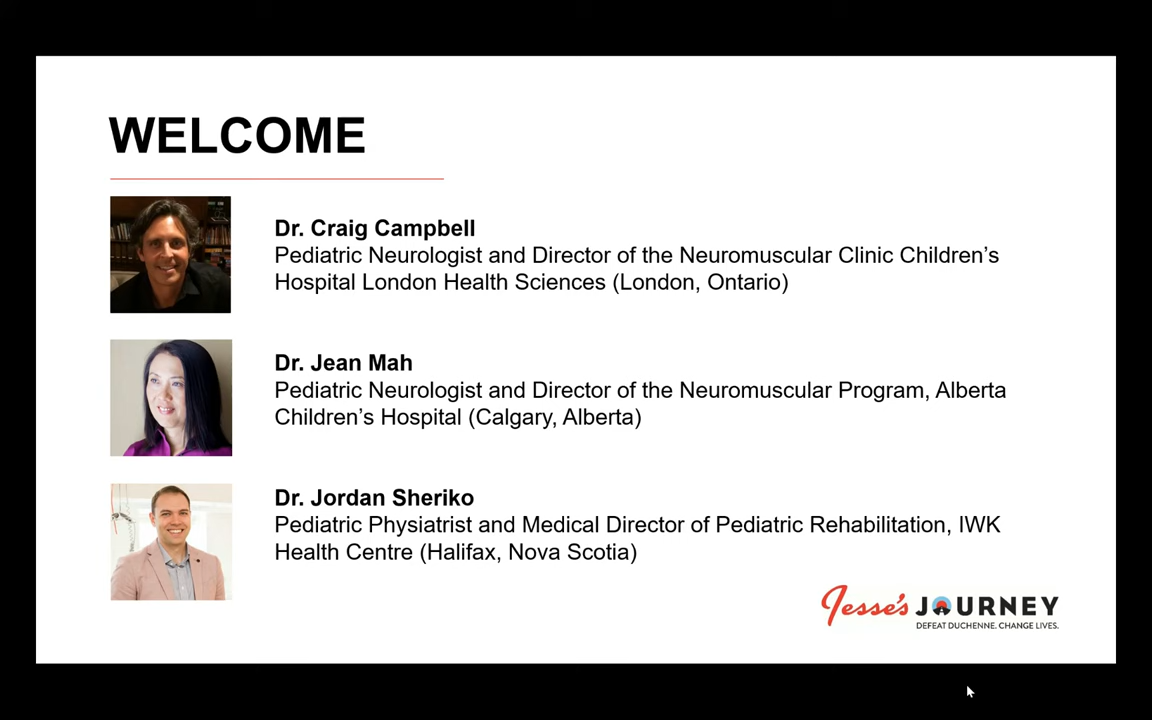 WELCOME
Dr. Craig Campbell
Pediatric Neurologist and Director of the Neuromuscular Clinic Children’s
Hospital London Health Sciences (London, Ontario)
Dr. Jean Mah
Pediatric Neurologist and Director of the Neuromuscular Program, Alberta
Children’s Hospital (Calgary, Alberta)
Dr. Jordan Sheriko
Pediatric Physiatrist and Medical Director of Pediatric Rehabilitation, IWK
Health Centre (Halifax, Nova Scotia)
Jesse’s JOURNEY
DEFEAT DUCHENNE. CHANGE LIVES.